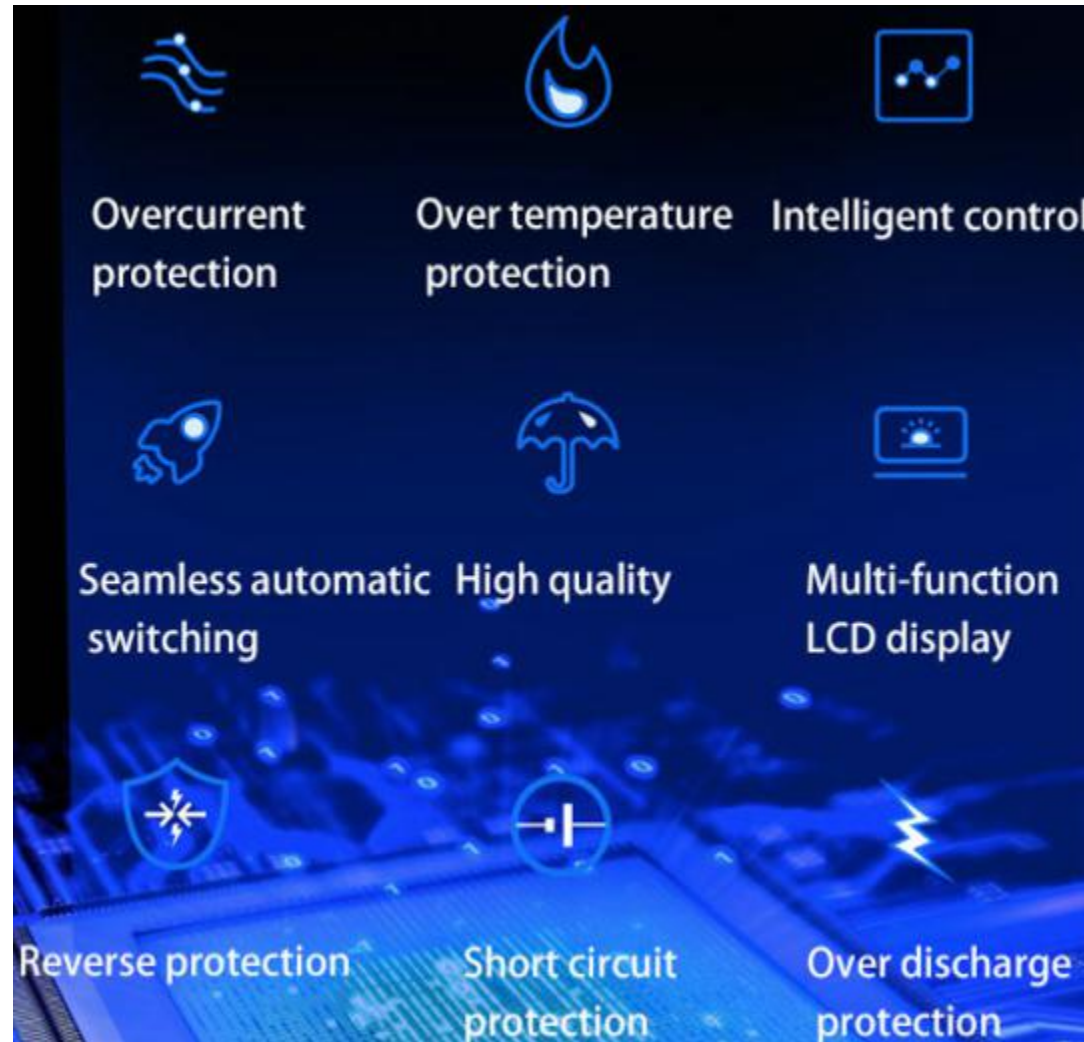 Overcurrent
protection
Over temperature
protection
Intelligent control
Seamless automatic
switching
High quality
Multi-function
LCD display
Reverse protection
Short circuit
protection
Over discharge
protection